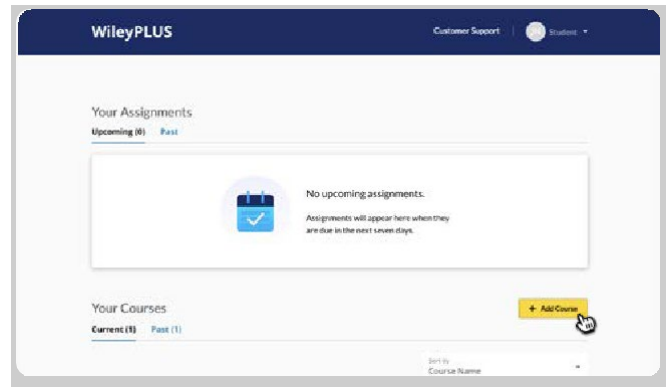 WileyPLUS
Customer Support
Student
Your Assignments
Upcoming (0) Past
No upcoming assignments.
Assignments will appear here when they
are due in the next seven days.
Your Courses
+ Add Course
Current (1) Past (1)
Sort by
Course Name